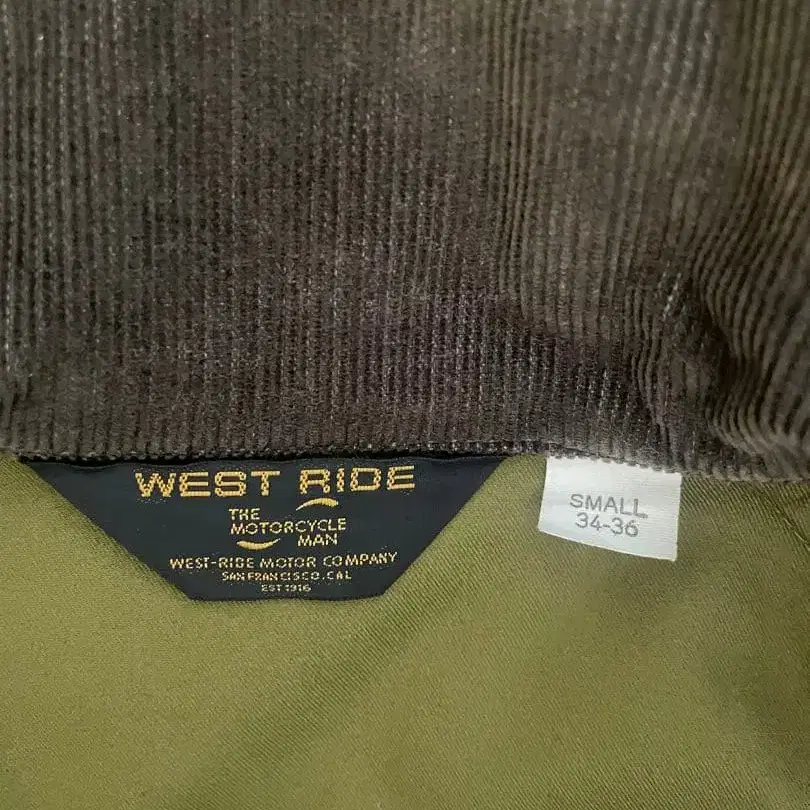 WEST RIDE
THE
MOTORCYCLE
MAN
WEST-RIDE MOTOR COMPANY
SAN FRANCISCO.CAL
EST 1916
SMALL
34-36